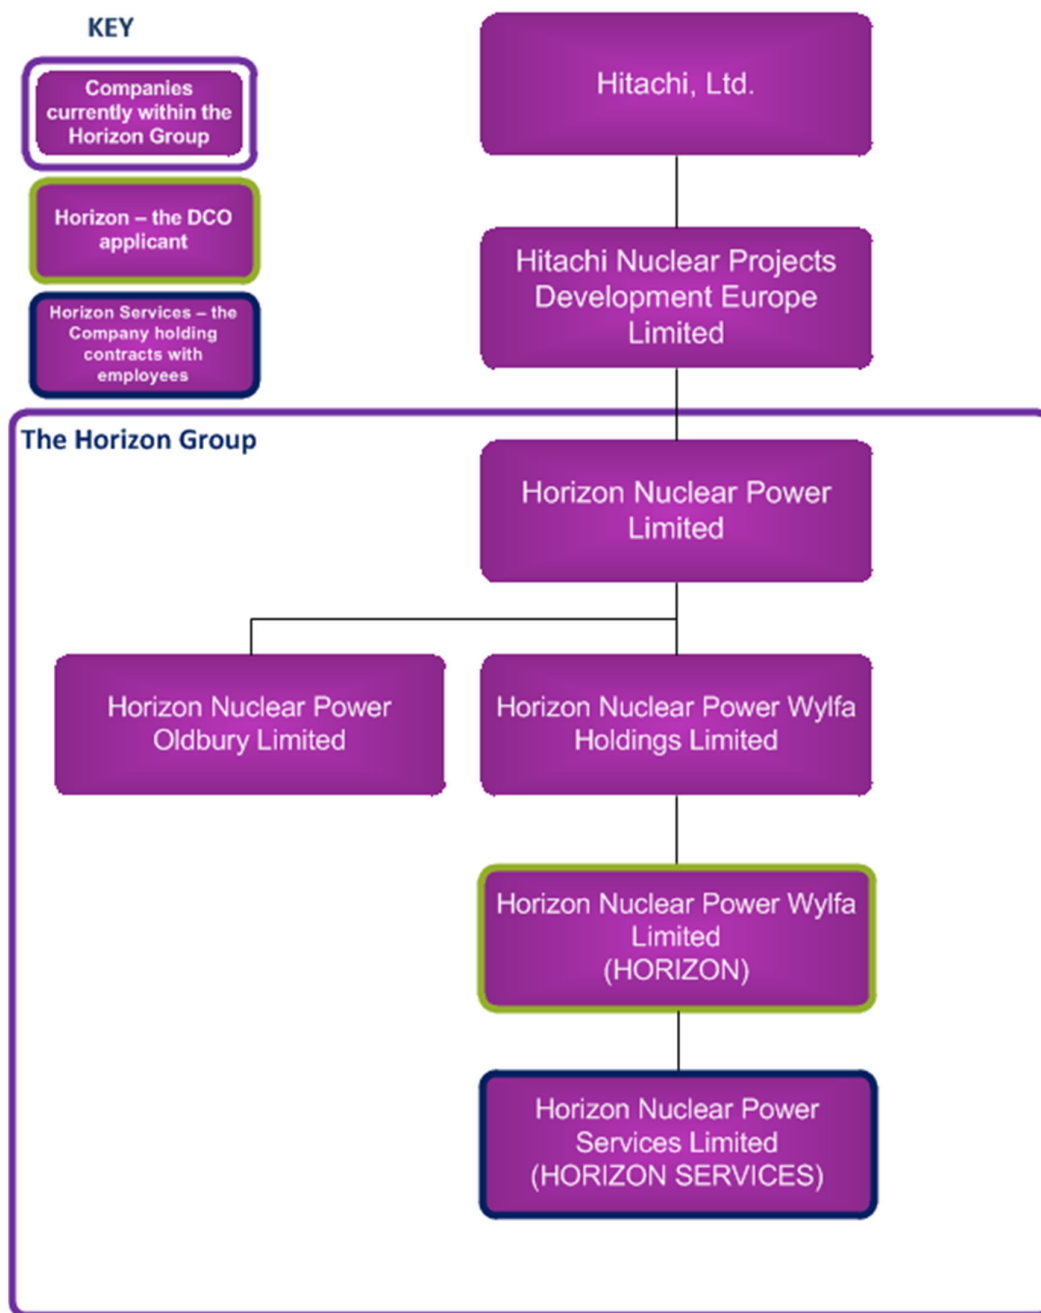 KEY
Companies
currently within the
Horizon Group
Horizon – the DCO
applicant
Horizon Services – the
Company holding
contracts with
employees
Hitachi, Ltd.
Hitachi Nuclear Projects
Development Europe
Limited
The Horizon Group
Horizon Nuclear Power
Limited
Horizon Nuclear Power
Oldbury Limited
Horizon Nuclear Power Wylfa
Holdings Limited
Horizon Nuclear Power Wylfa
Limited
(HORIZON)
Horizon Nuclear Power
Services Limited
(HORIZON SERVICES)